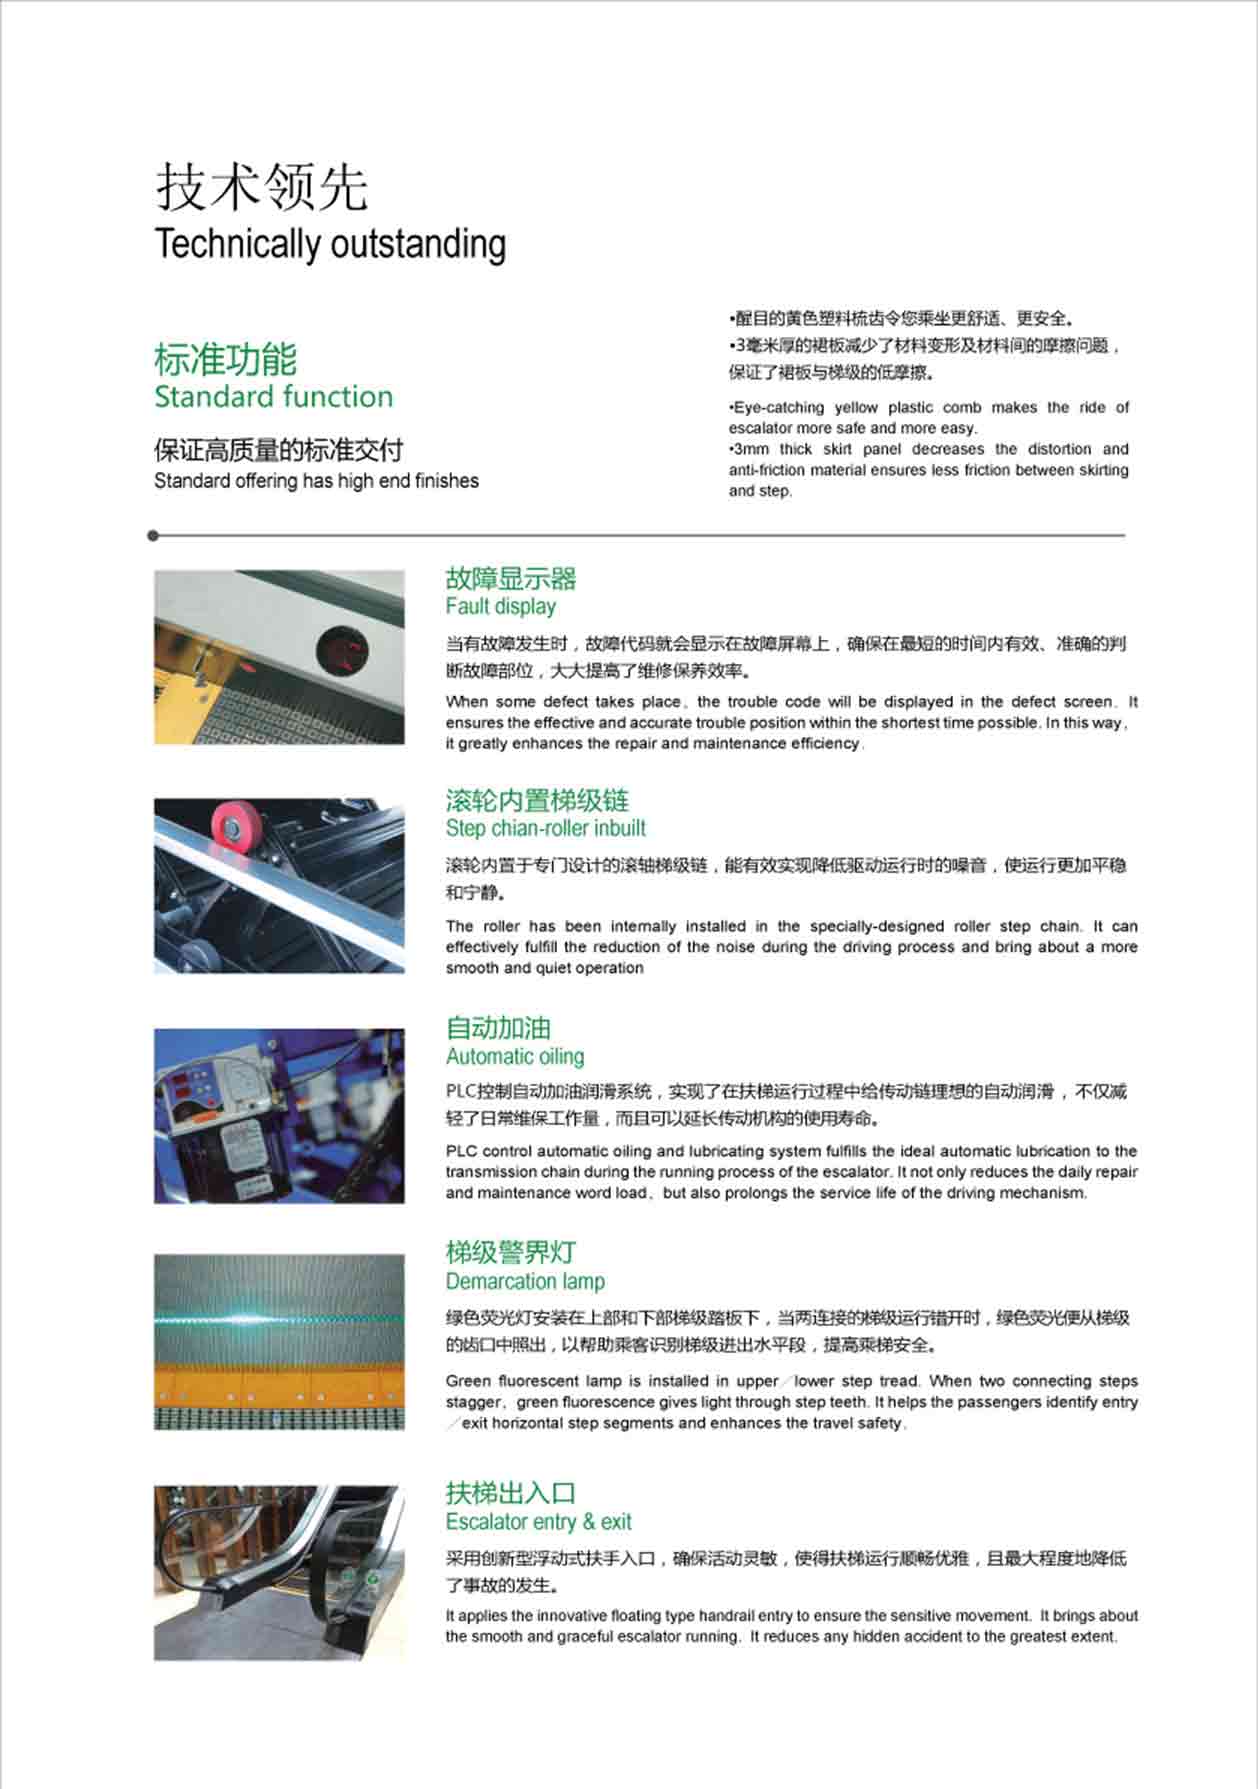 技术领先
Technically outstanding
标准功能
Standard function
保证高质量的标准交付
Standard offering has high end finishes
•醒目的黄色塑料梳齿令您乘坐更舒适、更安全。
•3毫米厚的裙板减少了材料变形及材料间的摩擦问题，
保证了裙板与梯级的低摩擦。
•Eye-catching yellow plastic comb makes the ride of
escalator more safe and more easy.
•3mm thick skirt panel decreases the distortion and
anti-friction material ensures less friction between skirting
and step.
故障显示器
Fault display
当有故障发生时，故障代码就会显示在故障屏幕上，确保在最短的时间内有效、准确的判
断故障部位，大大提高了维修保养效率。
When some defect takes place, the trouble code will be displayed in the defect screen. It
ensures the effective and accurate trouble position within the shortest time possible. In this way,
it greatly enhances the repair and maintenance efficiency.
滚轮内置梯级链
Step chian-roller inbuilt
滚轮内置于专门设计的滚轴梯级链，能有效实现降低驱动运行时的噪音，使运行更加平稳
和宁静。
The roller has been internally installed in the specially-designed roller step chain. It can
effectively fulfill the reduction of the noise during the driving process and bring about a more
smooth and quiet operation
自动加油
Automatic oiling
PLC控制自动加油润滑系统，实现了在扶梯运行过程中给传动链理想的自动润滑，不仅减
轻了日常维保工作量，而且可以延长传动机构的使用寿命。
PLC control automatic oiling and lubricating system fulfills the ideal automatic lubrication to the
transmission chain during the running process of the escalator. It not only reduces the daily repair
and maintenance word load, but also prolongs the service life of the driving mechanism.
梯级警界灯
Demarcation lamp
绿色荧光灯安装在上部和下部梯级踏板下，当两连接的梯级运行错开时，绿色荧光便从梯级
的齿口中照出，以帮助乘客识别梯级进出水平段，提高乘梯安全。
Green fluorescent lamp is installed in upper／lower step tread. When two connecting steps
stagger, green fluorescence gives light through step teeth. It helps the passengers identify entry
／exit horizontal step segments and enhances the travel safety.
扶梯出入口
Escalator entry & exit
采用创新型浮动式扶手入口，确保活动灵敏，使得扶梯运行顺畅优雅，且最大程度地降低
了事故的发生。
It applies the innovative floating type handrail entry to ensure the sensitive movement. It brings about
the smooth and graceful escalator running. It reduces any hidden accident to the greatest extent.